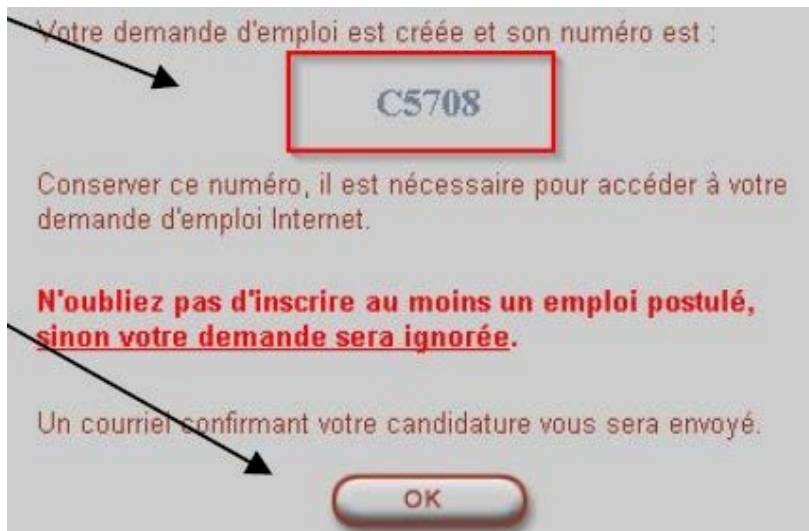 Votre demande d'emploi est créée et son numéro est :
C5708
Conserver ce numéro, il est nécessaire pour accéder à votre
demande d'emploi Internet.
N'oubliez pas d'inscrire au moins un emploi postulé,
sinon votre demande sera ignorée.
Un courriel confirmant votre candidature vous sera envoyé.
OK